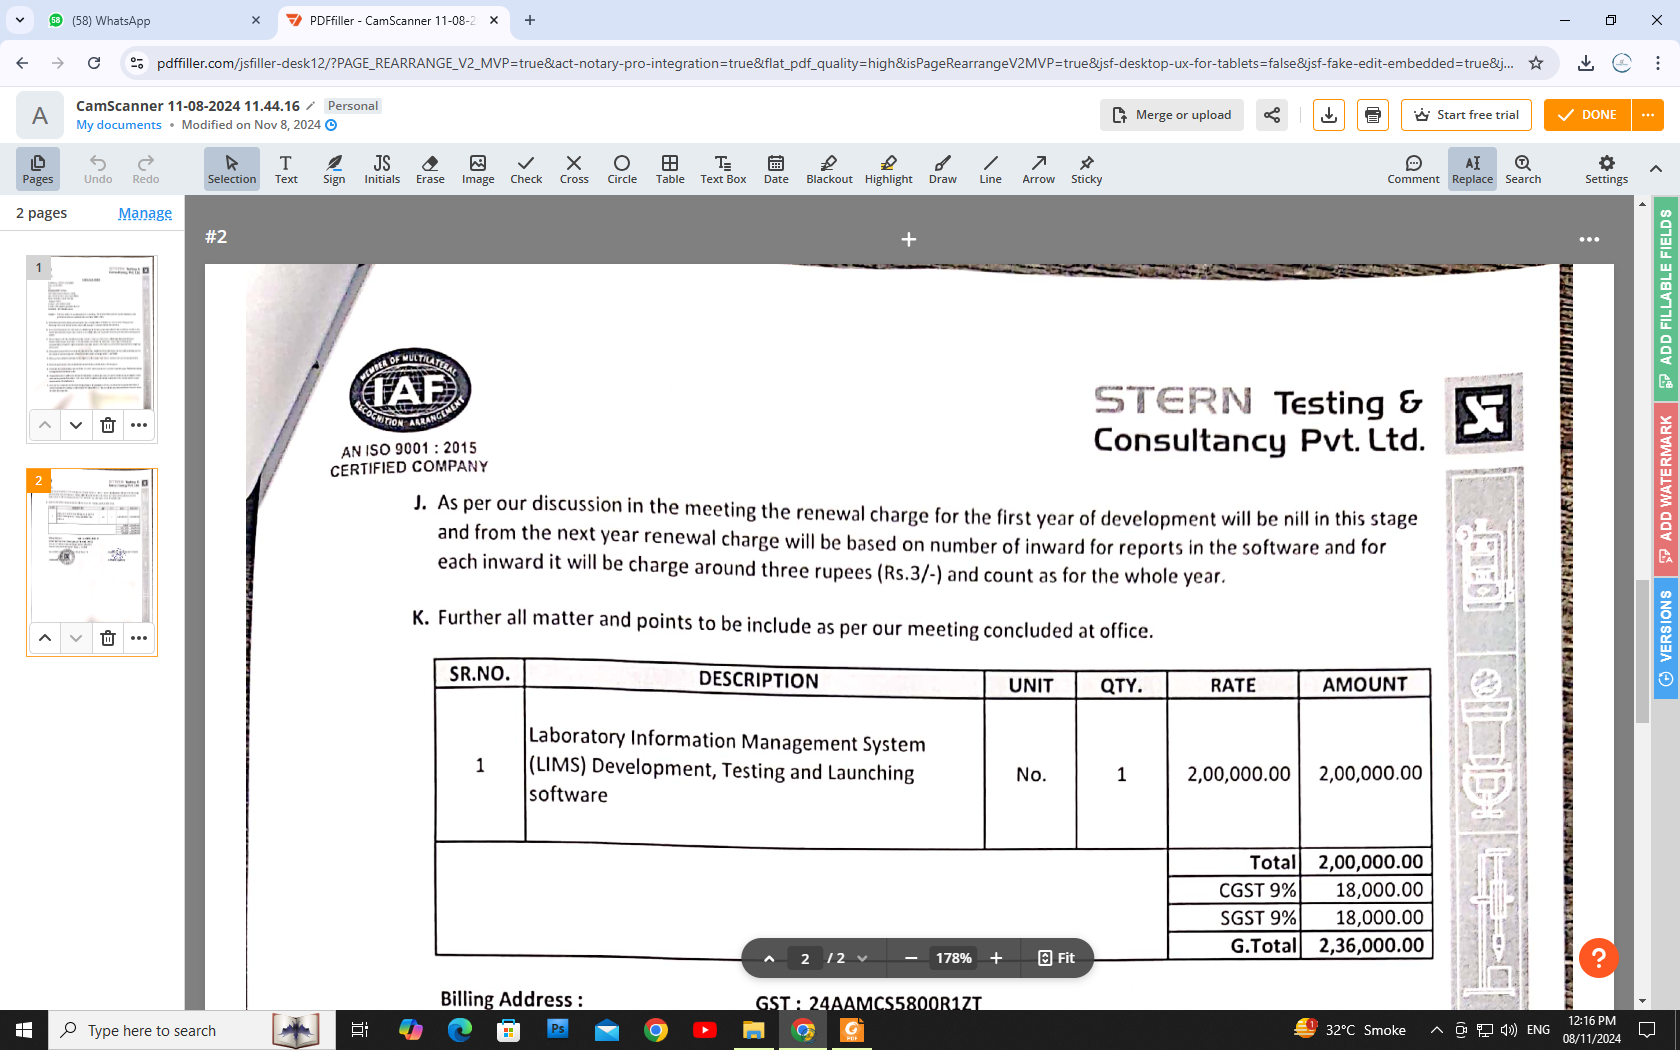 (58) WhatsApp
PDFfiller - CamScanner 11-08-2
pdffiller.com/jsfiller-desk12/?PAGE_REARRANGE_V2_MVP=true&act-notary-pro-integration=true&flat_pdf_quality=high&isPageRearrangeV2MVP=true&jsf-desktop-ux-for-tablets=false&jsf-fake-edit-embedded=true&j...
A
CamScanner 11-08-2024 11.44.16
Personal
My documents • Modified on Nov 8, 2024
Merge or upload
Start free trial
DONE
Pages
Undo
Redo
Selection
Text
Sign
Initials
Erase
Image
Check
Cross
Circle
Table
Text Box
Date
Blackout
Highlight
Draw
Line
Arrow
Sticky
Comment
Replace
Search
Settings
2 pages
Manage
1
2
#2
ADD FILLABLE FIELDS
ADD WATERMARK
VERSIONS
MEMBER OF MULTILATERAL
IAF
RECOGNITION ARRANGEMENT
AN ISO 9001 : 2015
CERTIFIED COMPANY
STERN Testing &
Consultancy Pvt. Ltd.
J. As per our discussion in the meeting the renewal charge for the first year of development will be nill in this stage
and from the next year renewal charge will be based on number of inward for reports in the software and for
each inward it will be charge around three rupees (Rs.3/-) and count as for the whole year.
K. Further all matter and points to be include as per our meeting concluded at office.
SR.NO. DESCRIPTION UNIT QTY. RATE AMOUNT
1 Laboratory Information Management System
(LIMS) Development, Testing and Launching
software
No. 1 2,00,000.00 2,00,000.00
Total 2,00,000.00
CGST 9% 18,000.00
SGST 9% 18,000.00
G.Total 2,36,000.00
Billing Address : GST : 24AAMCS5800R1ZT
2 / 2
178%
Fit
?
Type here to search
Ps
PDF
1
32°C Smoke
ENG
12:16 PM
08/11/2024